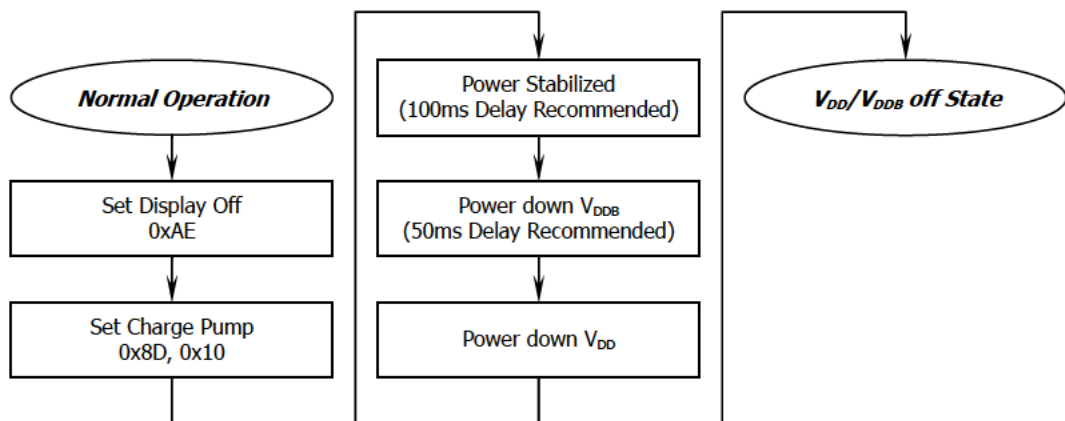 Normal Operation
Set Display Off
0xAE
Set Charge Pump
0x8D, 0x10
Power Stabilized
(100ms Delay Recommended)
Power down VDDB
(50ms Delay Recommended)
Power down VDD
VDD/VDDB off State